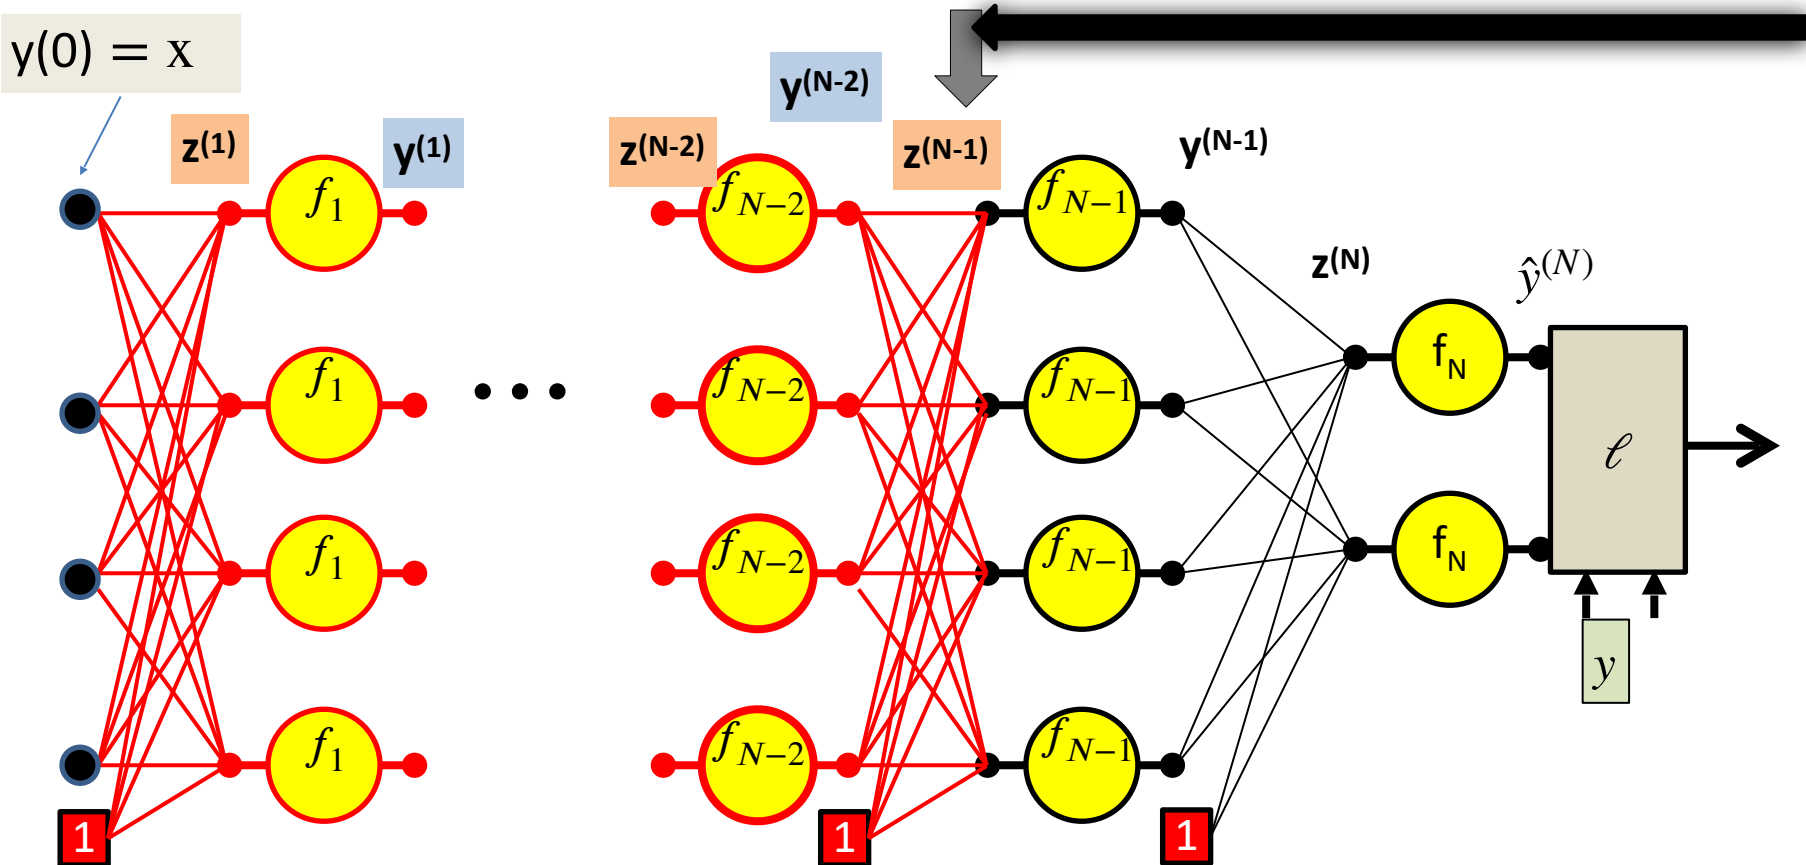 y(0) = x
z(1)
y(1)
z(N-2)
y(N-2)
z(N-1)
y(N-1)
z(N)
ŷ(N)
f1
fN−2
fN−1
fN
f1
fN−2
fN−1
ℓ
f1
fN−2
fN−1
fN
y
f1
fN−2
fN−1
1
1
1